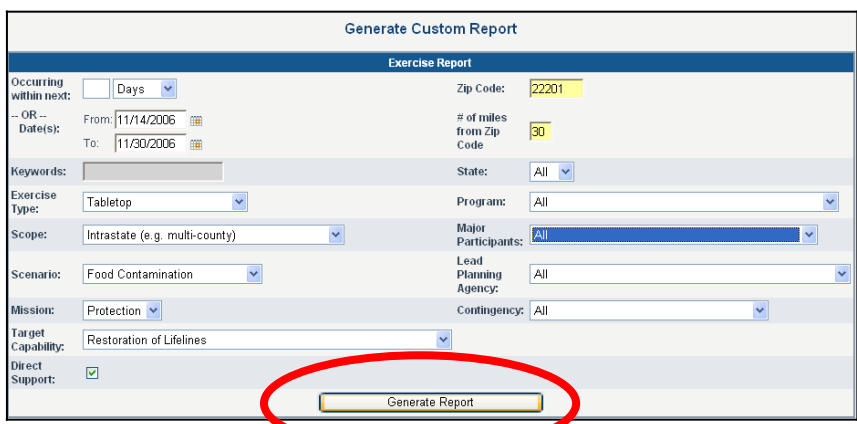 Generate Custom Report
Exercise Report
Occurring within next: Days Zip Code: 22201
-- OR --
Date(s): From: 11/14/2006 # of miles from Zip Code 30
To: 11/30/2006
Keywords: State: All
Exercise Type: Tabletop Program: All
Scope: Intrastate (e.g. multi-county) Major Participants: All
Scenario: Food Contamination Lead Planning Agency: All
Mission: Protection Contingency: All
Target Capability: Restoration of Lifelines
Direct Support:
Generate Report